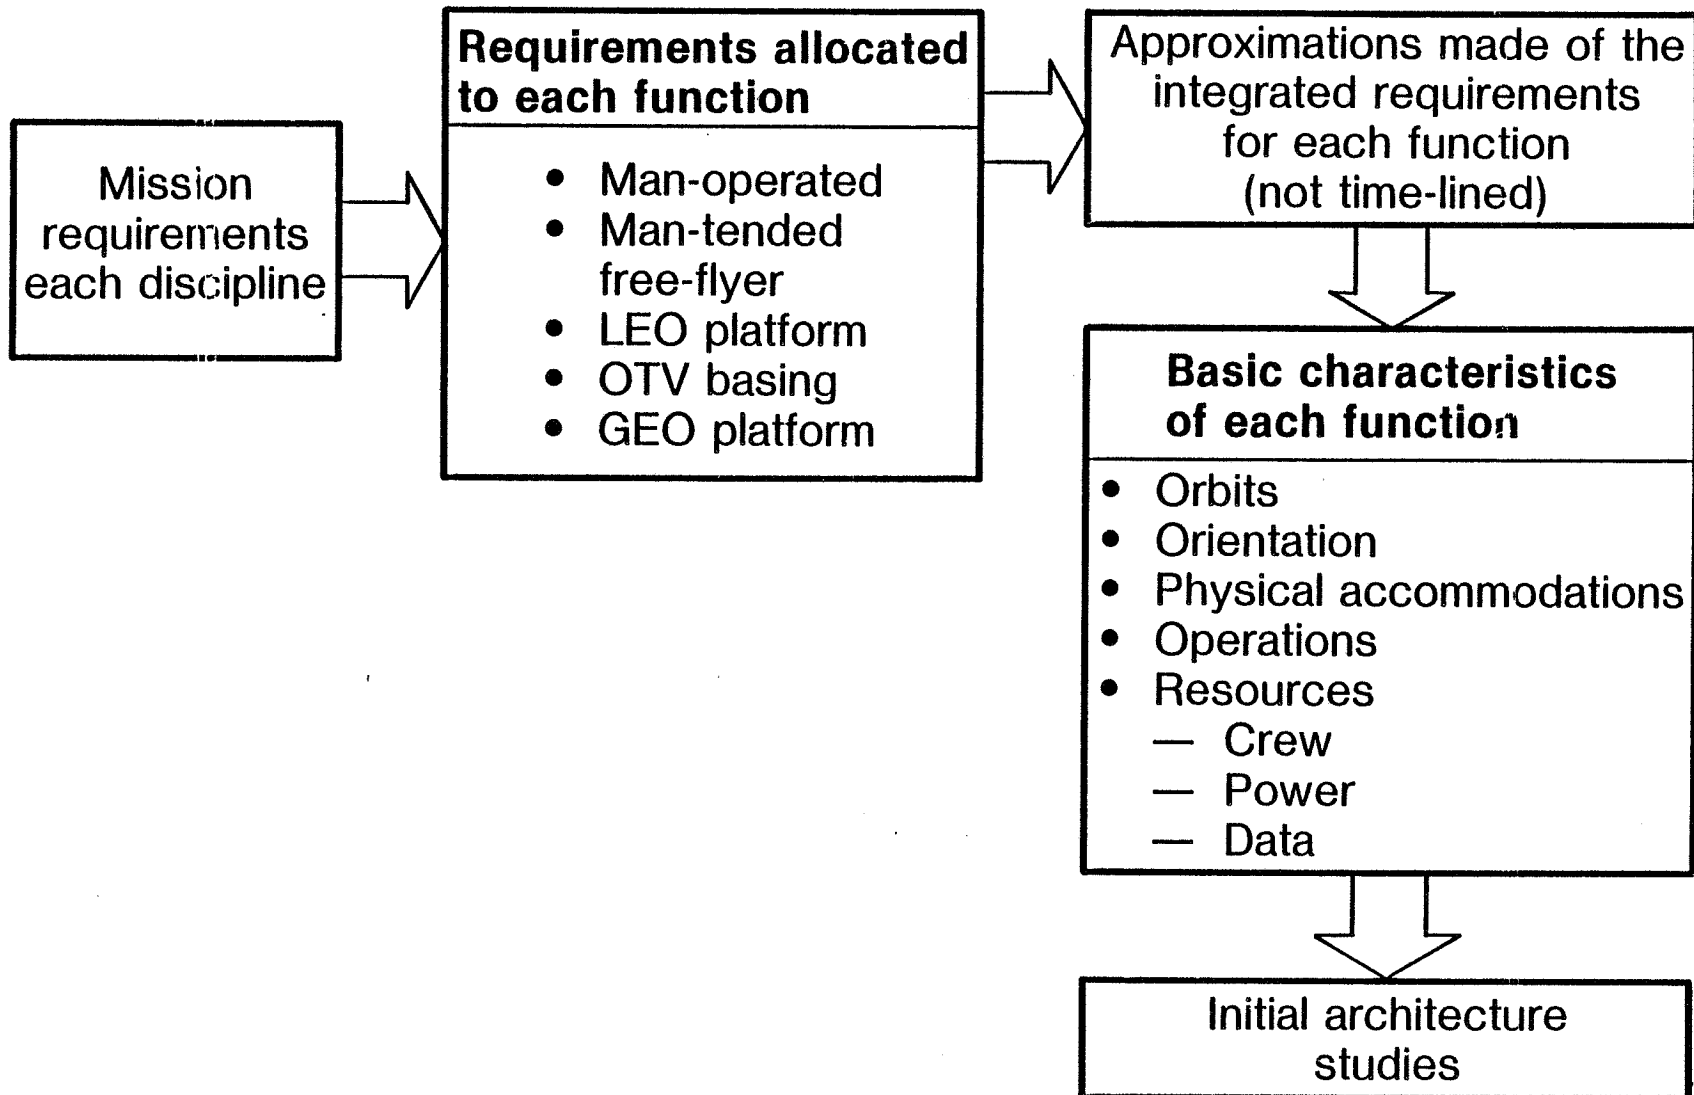 Mission
requirements
each discipline
Requirements allocated
to each function
• Man-operated
• Man-tended
free-flyer
• LEO platform
• OTV basing
• GEO platform
Approximations made of the
integrated requirements
for each function
(not time-lined)
Basic characteristics
of each function
• Orbits
• Orientation
• Physical accommodations
• Operations
• Resources
— Crew
— Power
— Data
Initial architecture
studies